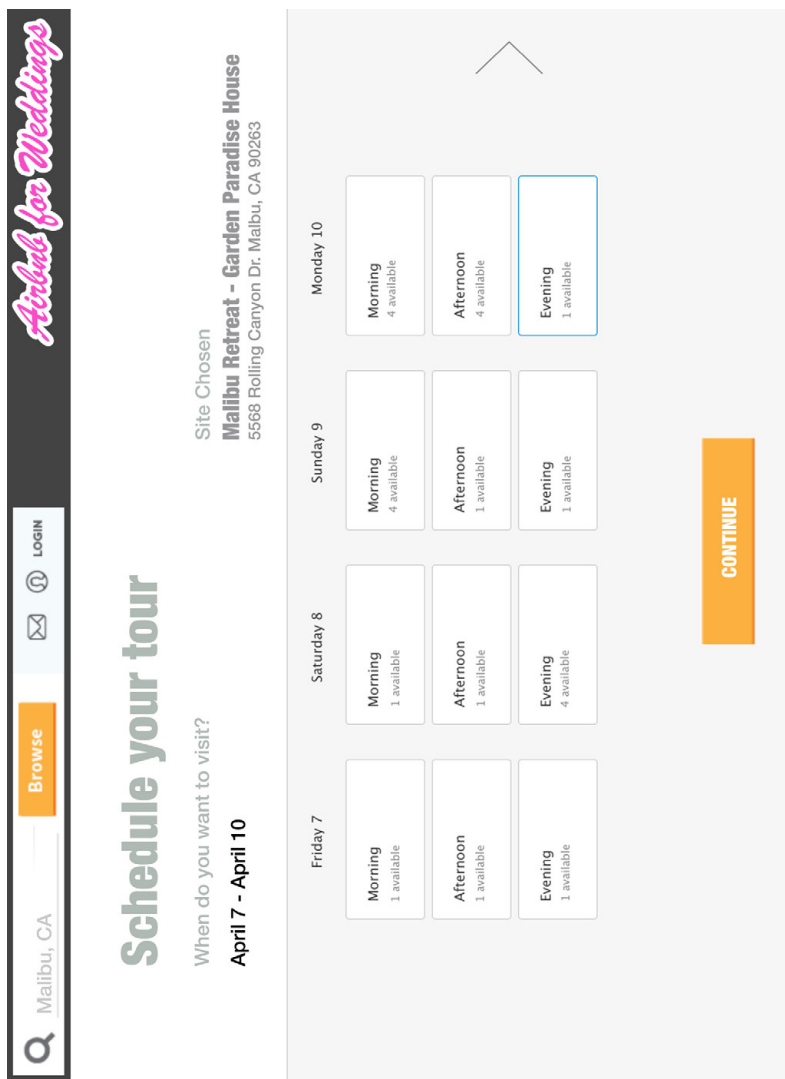 Malibu, CA
Browse
LOGIN
Airbnb for Weddings
Schedule your tour
When do you want to visit?
April 7 - April 10
Site Chosen
Malibu Retreat - Garden Paradise House
5568 Rolling Canyon Dr. Malbu, CA 90263
Friday 7
Saturday 8
Sunday 9
Monday 10
Morning
1 available
Morning
1 available
Morning
4 available
Morning
4 available
Afternoon
1 available
Afternoon
1 available
Afternoon
1 available
Afternoon
4 available
Evening
1 available
Evening
4 available
Evening
1 available
Evening
1 available
CONTINUE